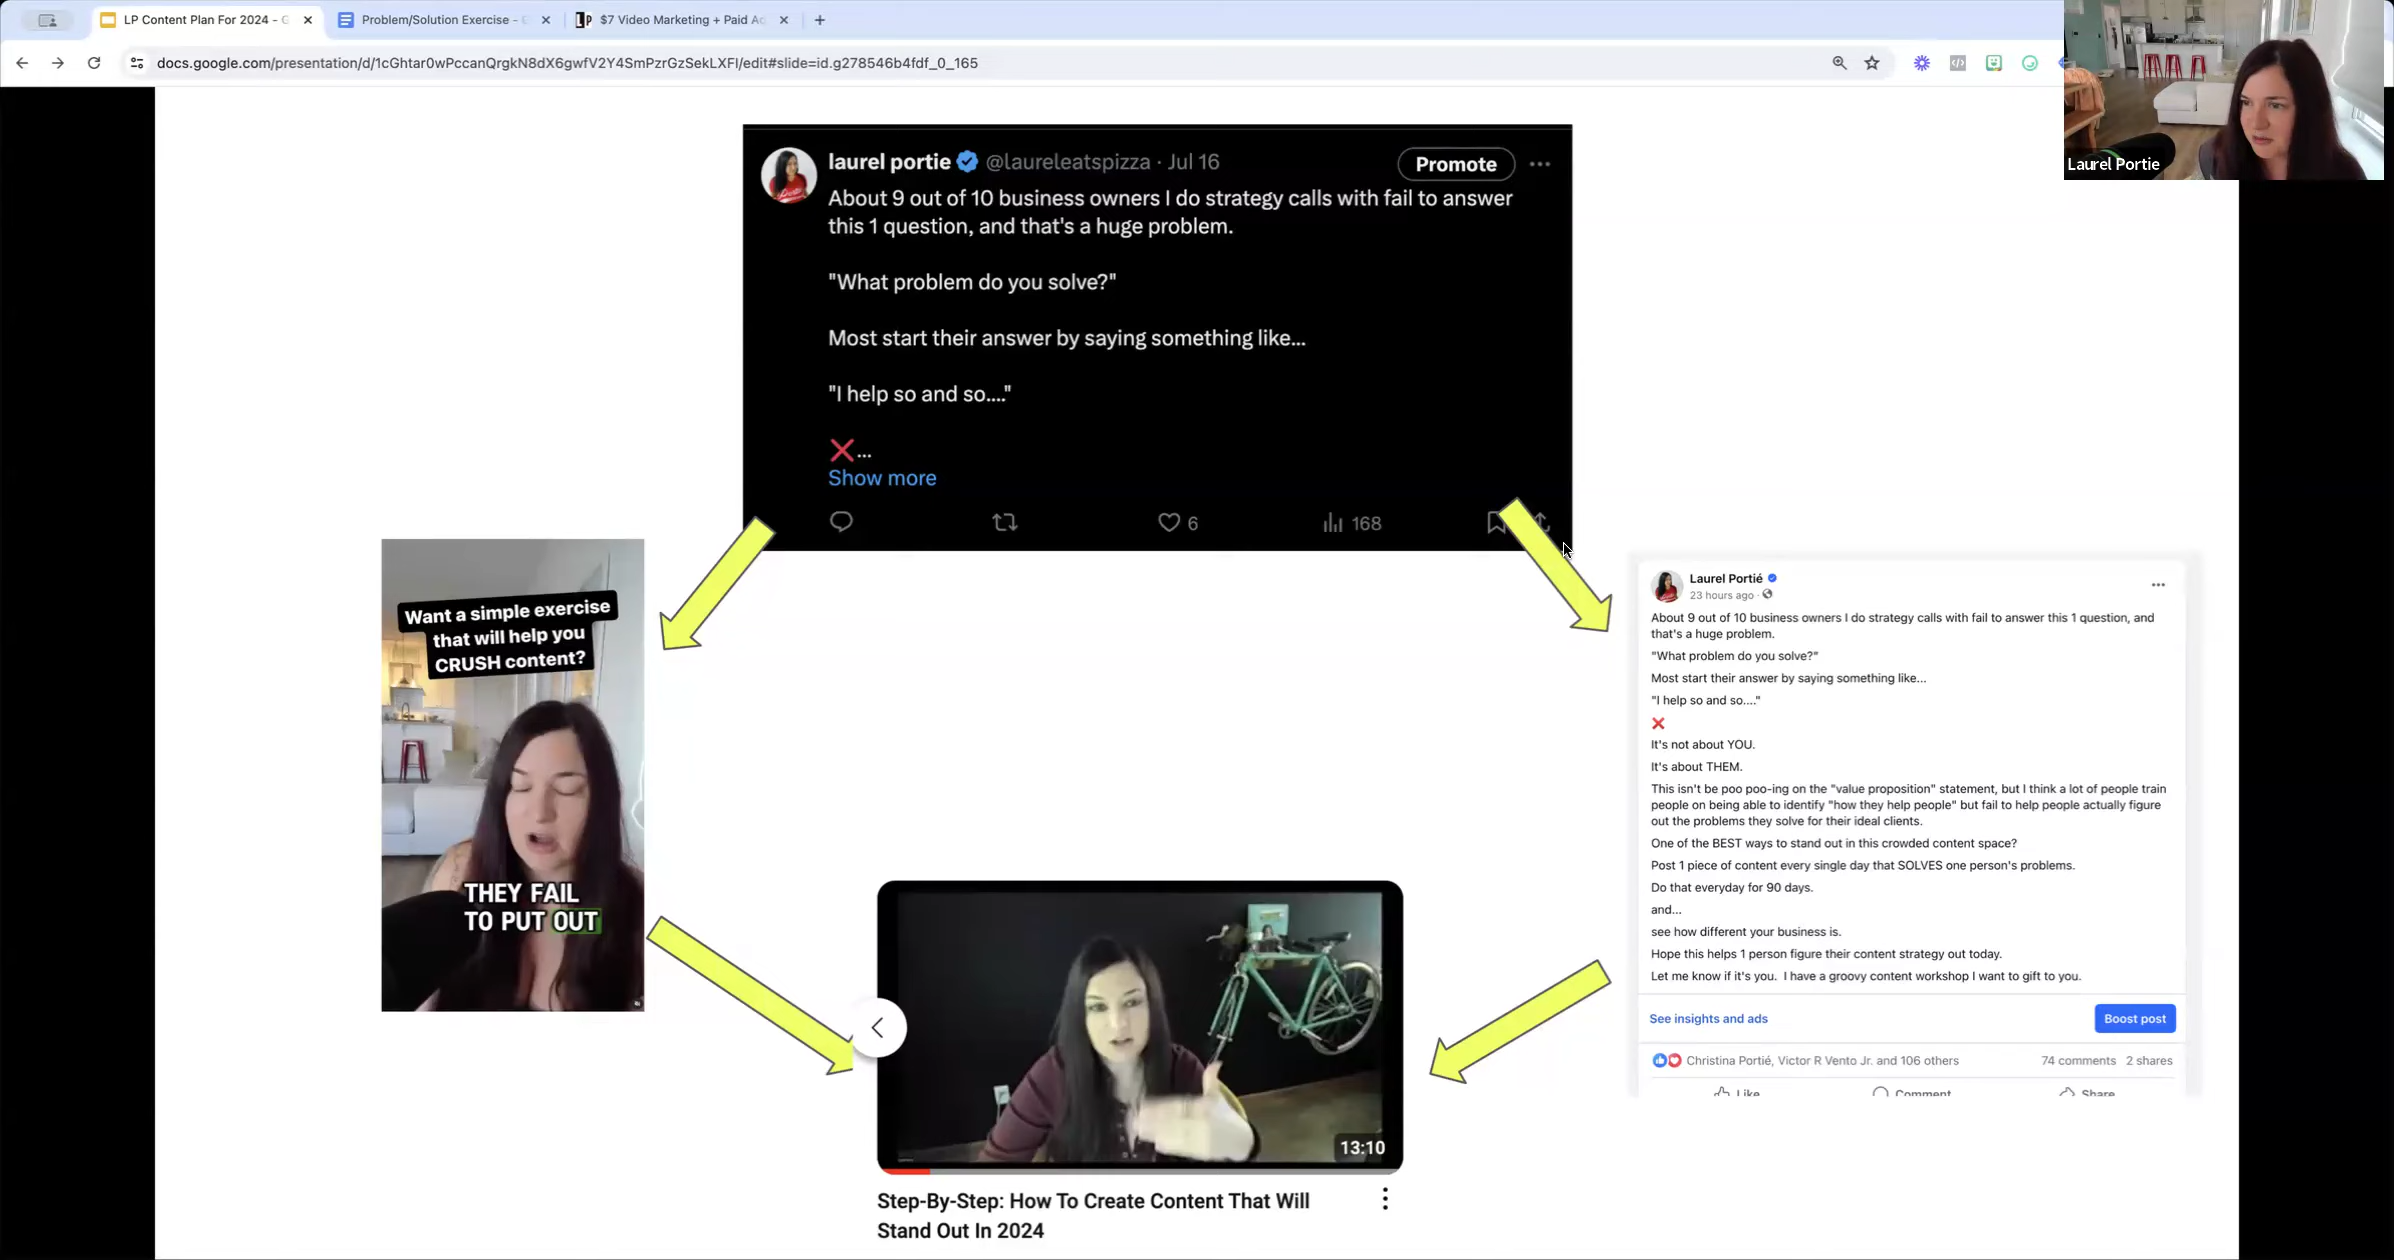 LP Content Plan For 2024 - G
Problem/Solution Exercise - G
$7 Video Marketing + Paid Ad
docs.google.com/presentation/d/1cGhtar0wPccanQrgkN8dX6gwfV2Y4SmPzrGzSekLXFI/edit#slide=id.g278546b4fdf_0_165
Laurel Portie
laurel portie @laureleatspizza · Jul 16
Promote
About 9 out of 10 business owners I do strategy calls with fail to answer
this 1 question, and that's a huge problem.
"What problem do you solve?"
Most start their answer by saying something like...
"I help so and so...."
❌...
Show more
6
168
Want a simple exercise
that will help you
CRUSH content?
THEY FAIL
TO PUT OUT
Laurel Portié
23 hours ago ·
About 9 out of 10 business owners I do strategy calls with fail to answer this 1 question, and
that's a huge problem.
"What problem do you solve?"
Most start their answer by saying something like...
"I help so and so...."
❌
It's not about YOU.
It's about THEM.
This isn't be poo poo-ing on the "value proposition" statement, but I think a lot of people train
people on being able to identify "how they help people" but fail to help people actually figure
out the problems they solve for their ideal clients.
One of the BEST ways to stand out in this crowded content space?
Post 1 piece of content every single day that SOLVES one person's problems.
Do that everyday for 90 days.
and...
see how different your business is.
Hope this helps 1 person figure their content strategy out today.
Let me know if it's you. I have a groovy content workshop I want to gift to you.
See insights and ads
Boost post
Christina Portié, Victor R Vento Jr. and 106 others
74 comments 2 shares
Like
Comment
Share
13:10
Step-By-Step: How To Create Content That Will
Stand Out In 2024